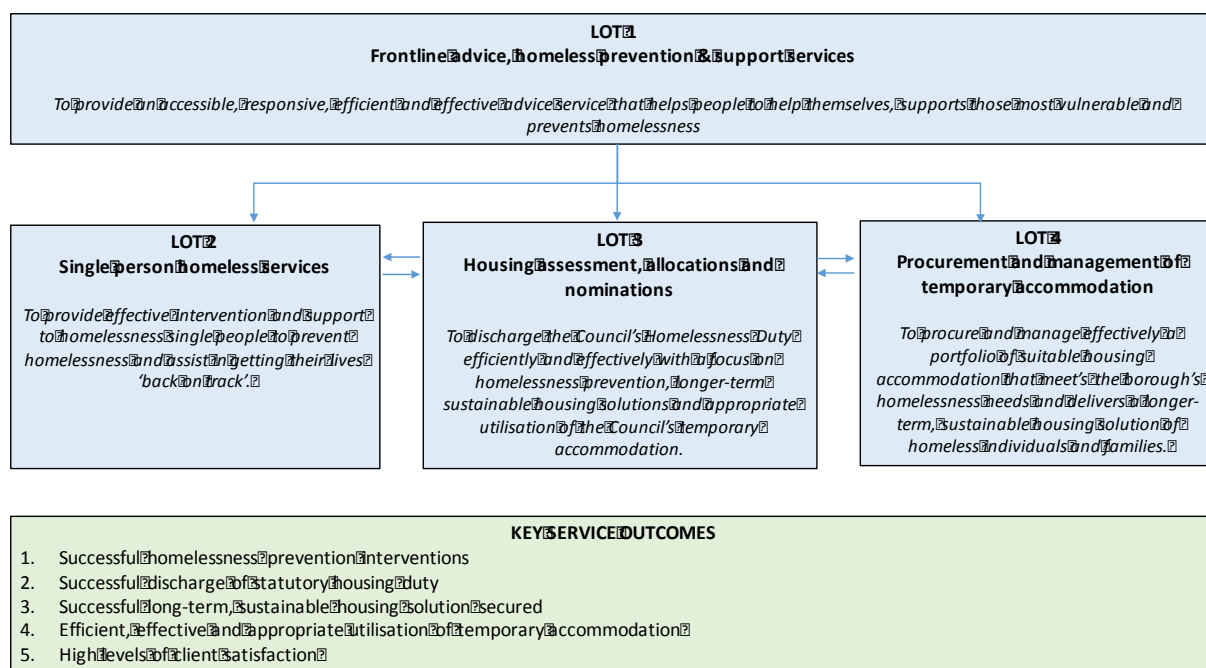 LOT 1
Frontline advice, homeless prevention & support services
To provide an accessible, responsive, efficient and effective advice service that helps people to help themselves, supports those most vulnerable and
prevents homelessness
LOT 2
Single person homeless services
To provide effective intervention and support
to homelessness single people to prevent
homelessness and assist in getting their lives
‘back on track’.
LOT 3
Housing assessment, allocations and
nominations
To discharge the Council’s Homelessness Duty
efficiently and effectively with a focus on
homelessness prevention, longer-term
sustainable housing solutions and appropriate
utilisation of the Council’s temporary
accommodation.
LOT 4
Procurement and management of
temporary accommodation
To procure and manage effectively a
portfolio of suitable housing
accommodation that meet’s the borough’s
homelessness needs and delivers a longer-
term, sustainable housing solution of
homeless individuals and families.
KEY SERVICE OUTCOMES
1. Successful homelessness prevention interventions
2. Successful discharge of statutory housing duty
3. Successful long-term, sustainable housing solution secured
4. Efficient, effective and appropriate utilisation of temporary accommodation
5. High levels of client satisfaction